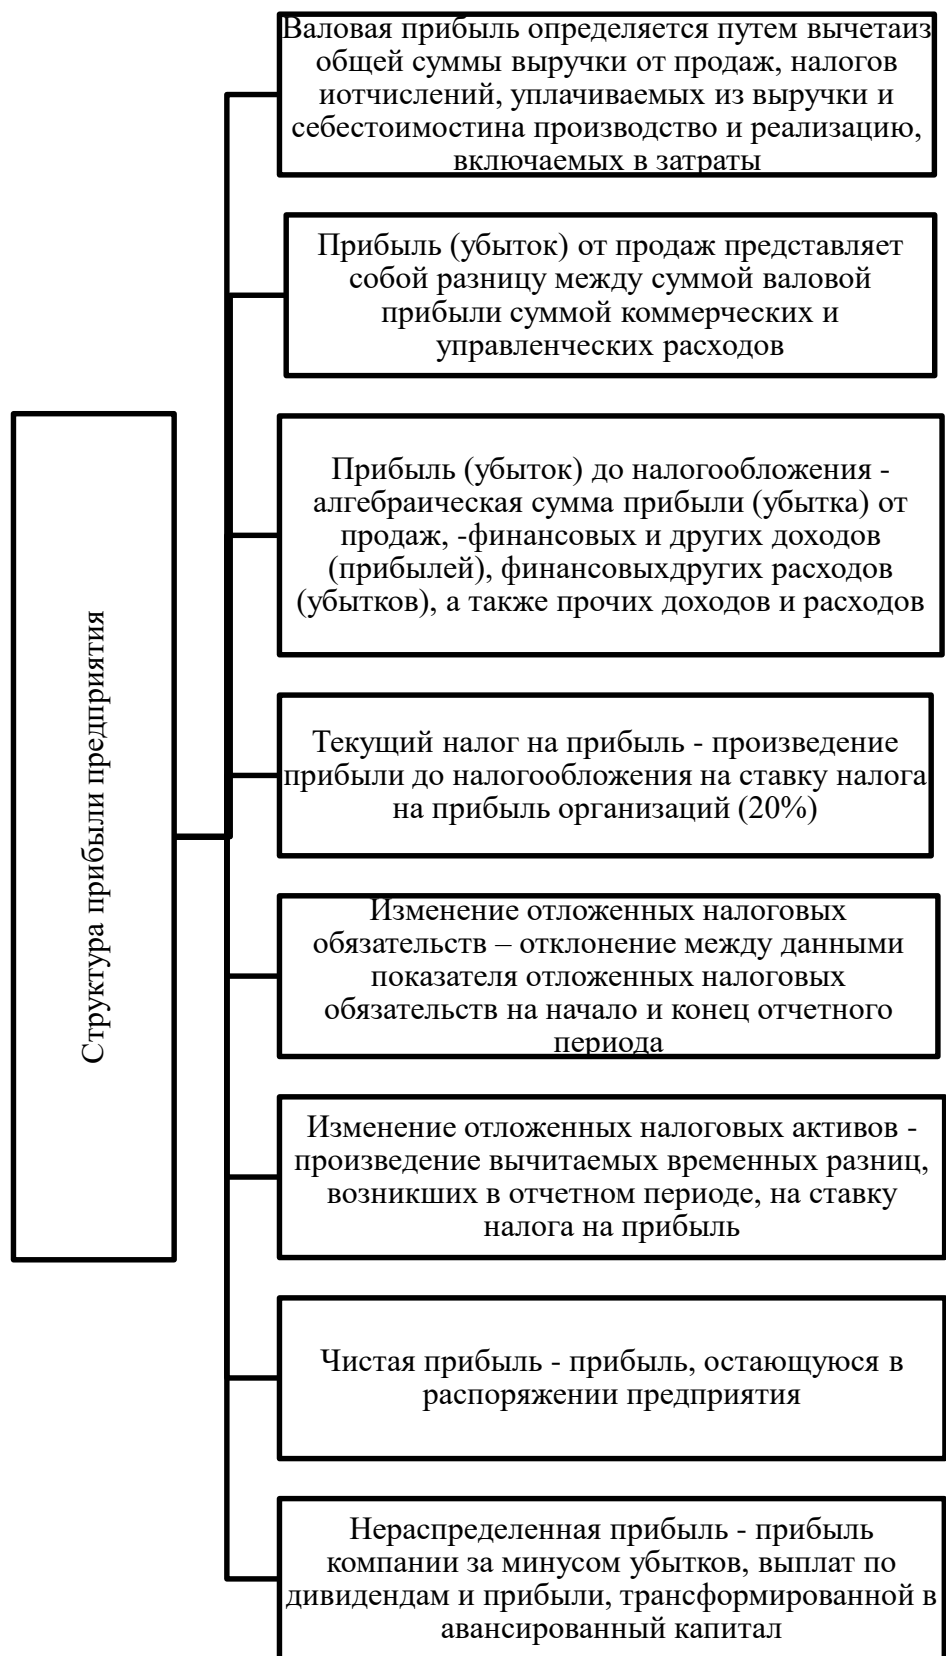 Структура прибыли предприятия
Валовая прибыль определяется путем вычетаиз
общей суммы выручки от продаж, налогов
иотчислений, уплачиваемых из выручки и
себестоимостина производство и реализацию,
включаемых в затраты
Прибыль (убыток) от продаж представляет
собой разницу между суммой валовой
прибыли суммой коммерческих и
управленческих расходов
Прибыль (убыток) до налогообложения -
алгебраическая сумма прибыли (убытка) от
продаж, -финансовых и других доходов
(прибылей), финансовыхдругих расходов
(убытков), а также прочих доходов и расходов
Текущий налог на прибыль - произведение
прибыли до налогообложения на ставку налога
на прибыль организаций (20%)
Изменение отложенных налоговых
обязательств – отклонение между данными
показателя отложенных налоговых
обязательств на начало и конец отчетного
периода
Изменение отложенных налоговых активов -
произведение вычитаемых временных разниц,
возникших в отчетном периоде, на ставку
налога на прибыль
Чистая прибыль - прибыль, остающуюся в
распоряжении предприятия
Нераспределенная прибыль - прибыль
компании за минусом убытков, выплат по
дивидендам и прибыли, трансформированной в
авансированный капитал